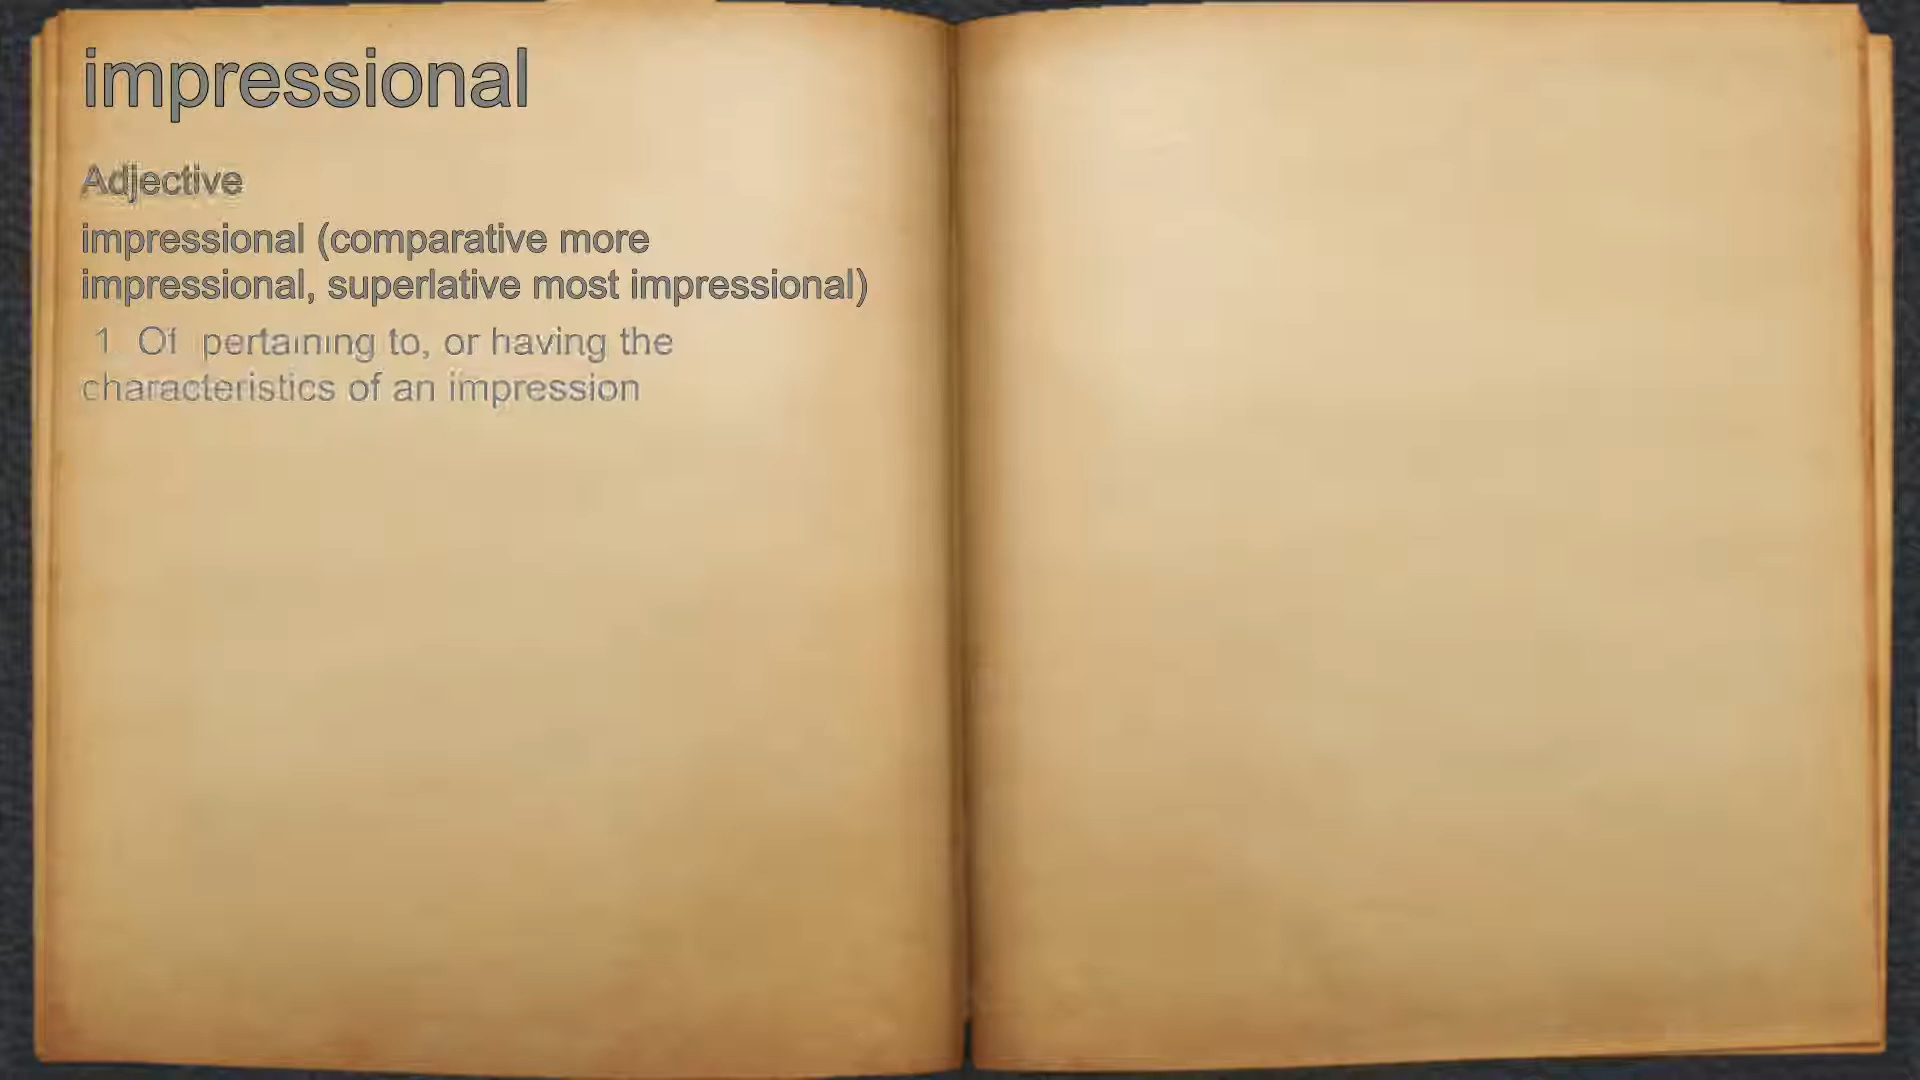 impressional
Adjective
impressional (comparative more
impressional, superlative most impressional)
1 Of pertaining to, or having the
characteristics of an impression